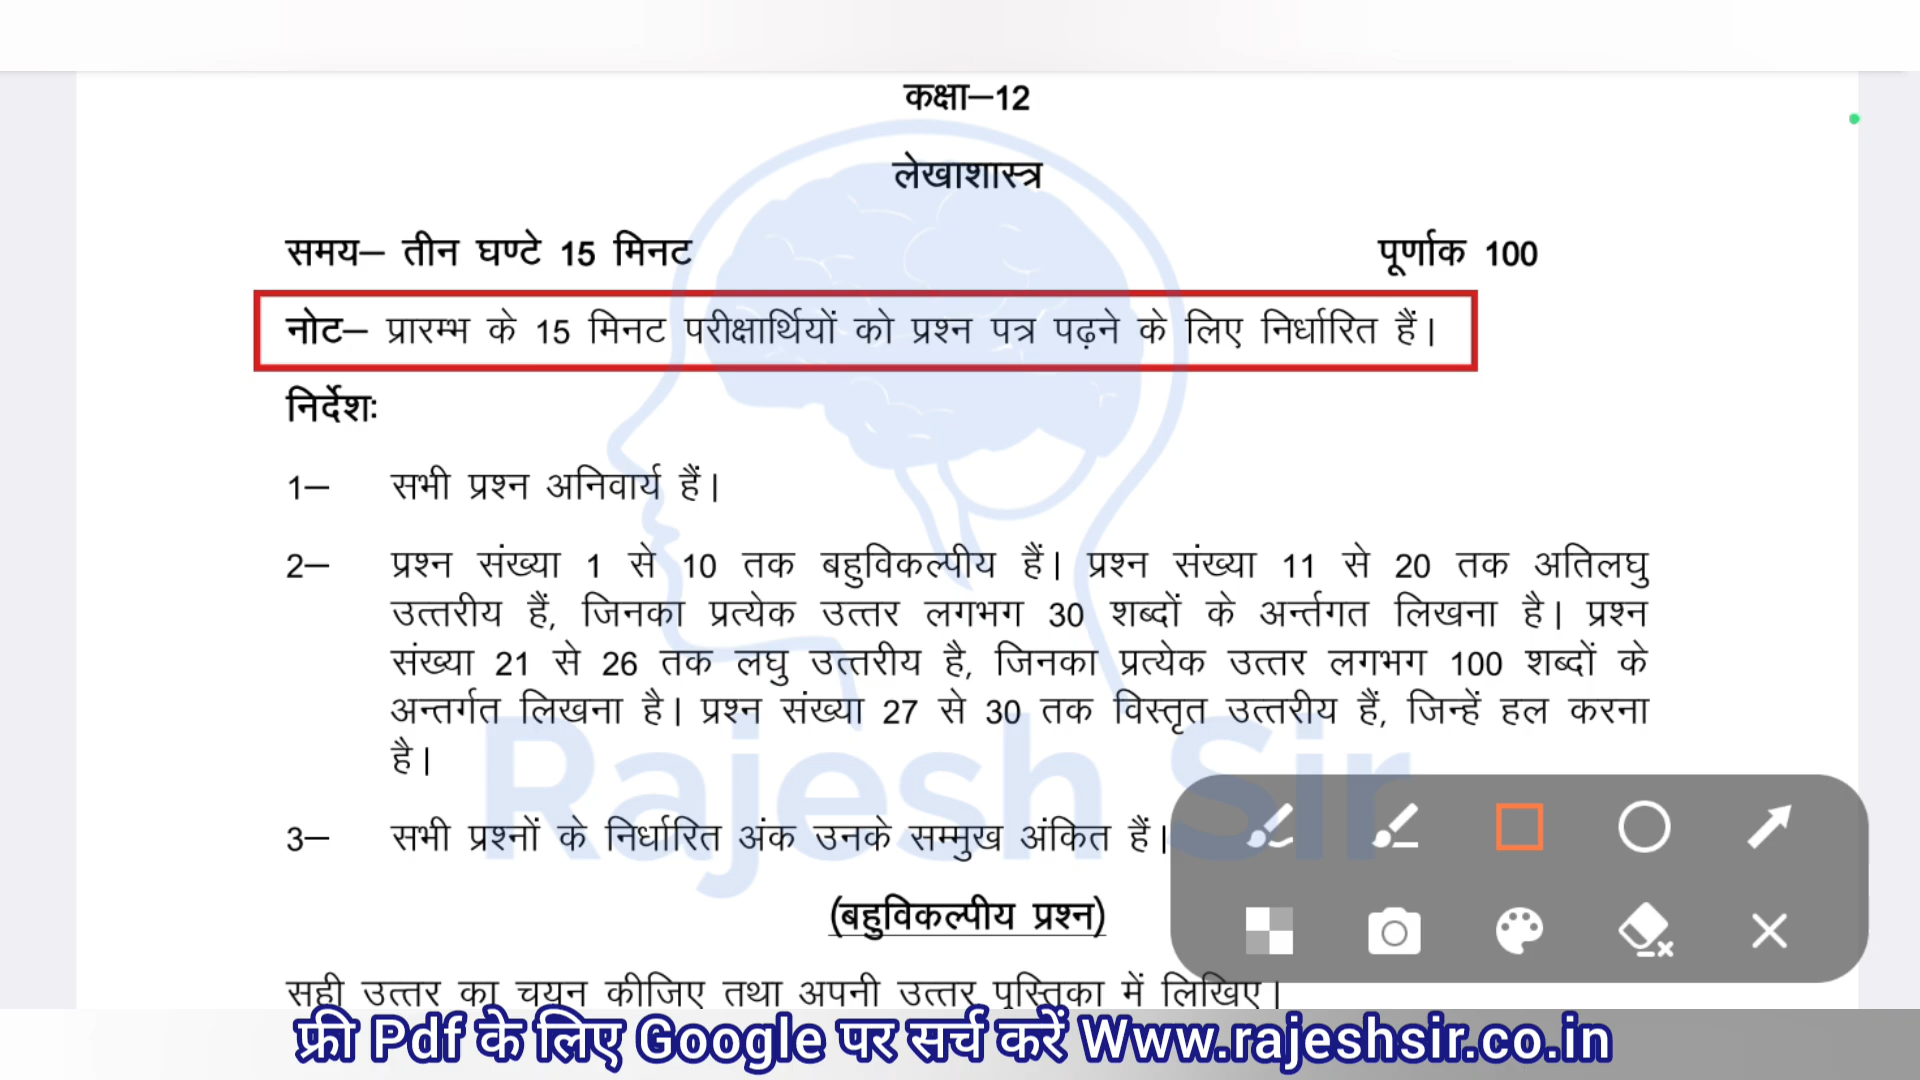 कक्षा–12
लेखाशास्त्र
समय– तीन घण्टे 15 मिनट पूर्णाक 100
नोट– प्रारम्भ के 15 मिनट परीक्षार्थियों को प्रश्न पत्र पढ़ने के लिए निर्धारित हैं।
निर्देशः
1– सभी प्रश्न अनिवार्य हैं।
2– प्रश्न संख्या 1 से 10 तक बहुविकल्पीय हैं। प्रश्न संख्या 11 से 20 तक अतिलघु
उत्तरीय हैं, जिनका प्रत्येक उत्तर लगभग 30 शब्दों के अर्न्तगत लिखना है। प्रश्न
संख्या 21 से 26 तक लघु उत्तरीय है, जिनका प्रत्येक उत्तर लगभग 100 शब्दों के
अन्तर्गत लिखना है। प्रश्न संख्या 27 से 30 तक विस्तृत उत्तरीय हैं, जिन्हें हल करना
है।
Rajesh Sir
3– सभी प्रश्नों के निर्धारित अंक उनके सम्मुख अंकित हैं।
(बहुविकल्पीय प्रश्न)
सही उत्तर का चयन कीजिए तथा अपनी उत्तर पुस्तिका में लिखिए।
फ्री Pdf के लिए Google पर सर्च करें Www.rajeshsir.co.in